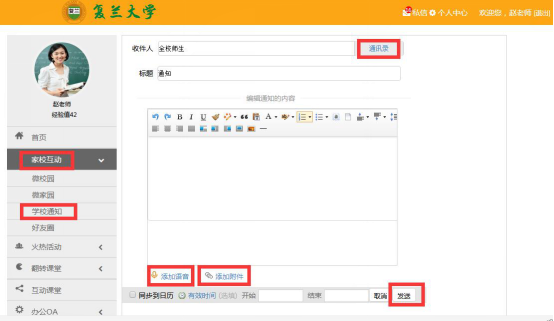 复兰大学
私信 个人中心 欢迎您，赵老师 [退出]
赵老师
经验值42
首页
家校互动
微校园
微家园
学校通知
好友圈
火热活动
翻转课堂
互动课堂
办公OA
收件人 全校师生 通讯录
标题 通知
编辑通知的内容
B I U A
添加语音 添加附件
同步到日历 有效时间 (选填) 开始 结束 取消 发送